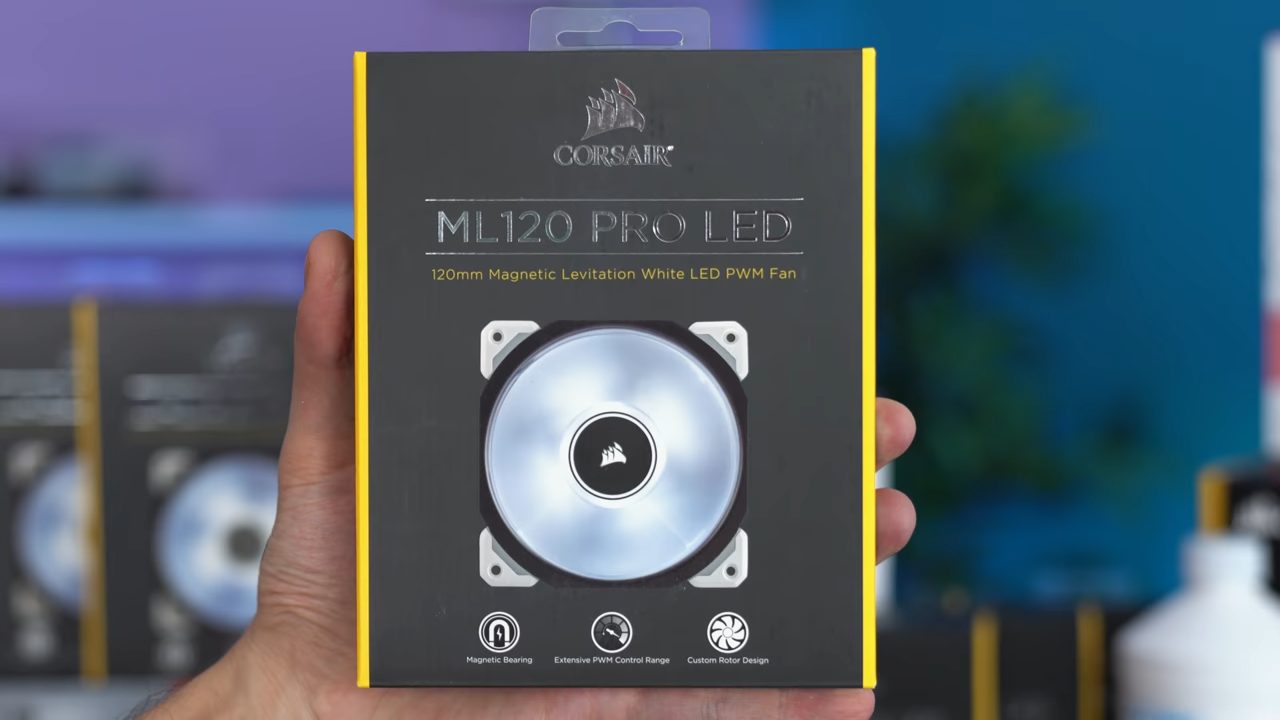 CORSAIR
ML120 PRO LED
120mm Magnetic Levitation White LED PWM Fan
Magnetic Bearing
Extensive PWM Control Range
Custom Rotor Design